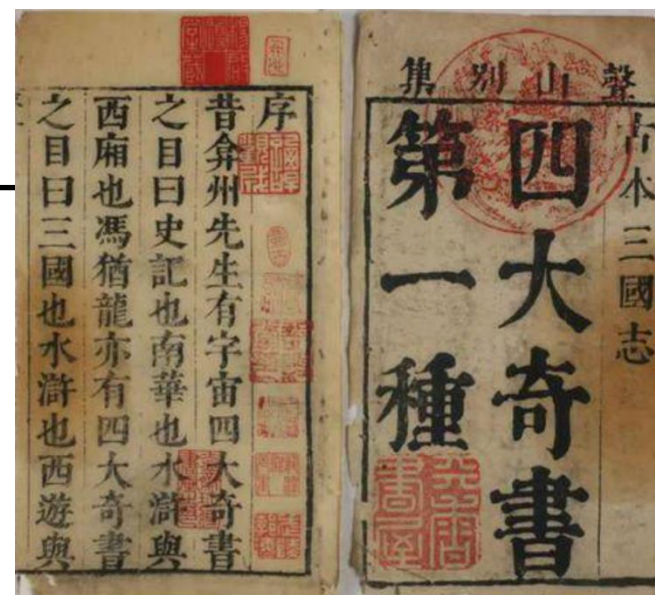 聲山別集
古本三國志
四大奇書
第一種
序
昔弇州先生有宇宙四大奇書
之目曰史記也南華也水滸與
西廂也馮猶龍亦有四大奇書
之目曰三國也水滸也西遊與